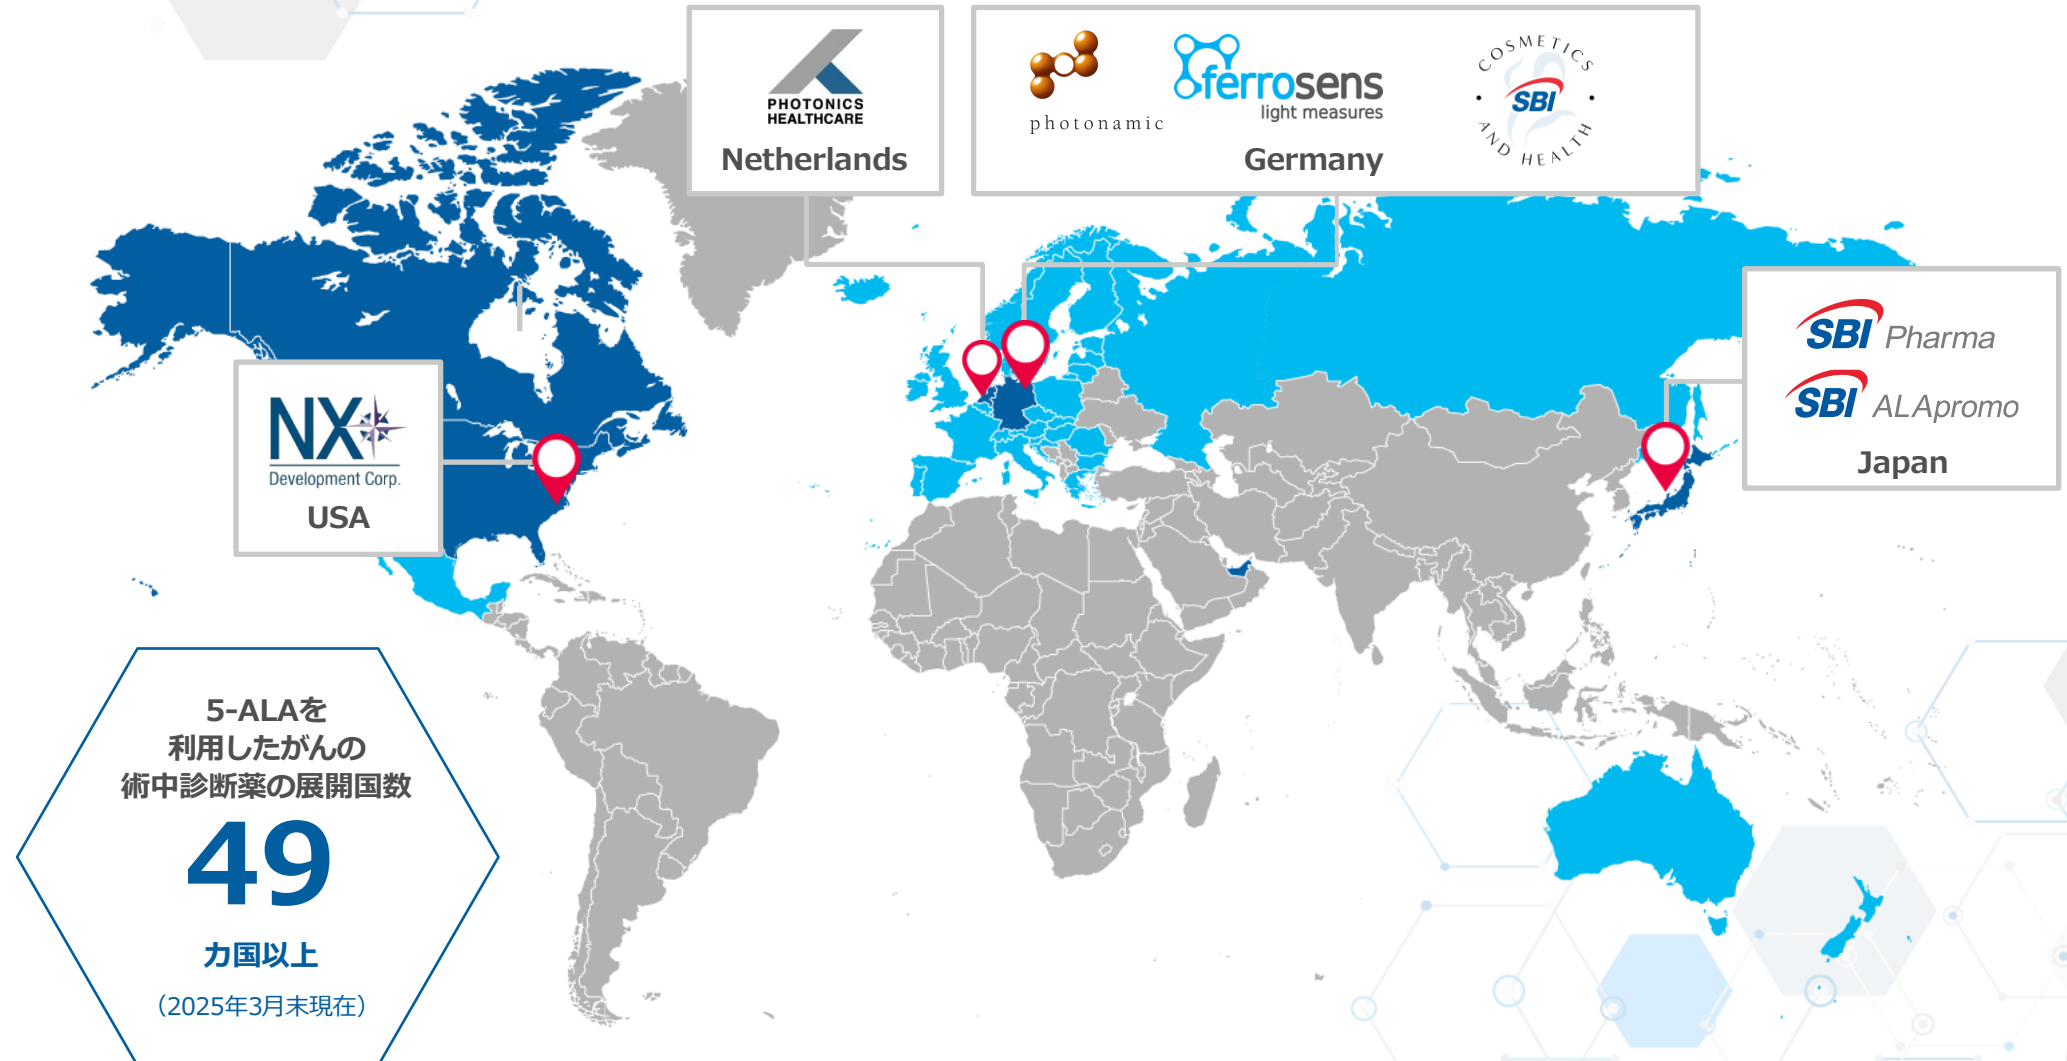 PHOTONICS
HEALTHCARE
Netherlands
photonamic
ferrosens
light measures
COSMETICS
SBI
AND HEALTH
Germany
SBI Pharma
SBI ALApromo
Japan
NX
Development Corp.
USA
5-ALAを
利用したがんの
術中診断薬の展開国数
49
カ国以上
（2025年3月末現在）